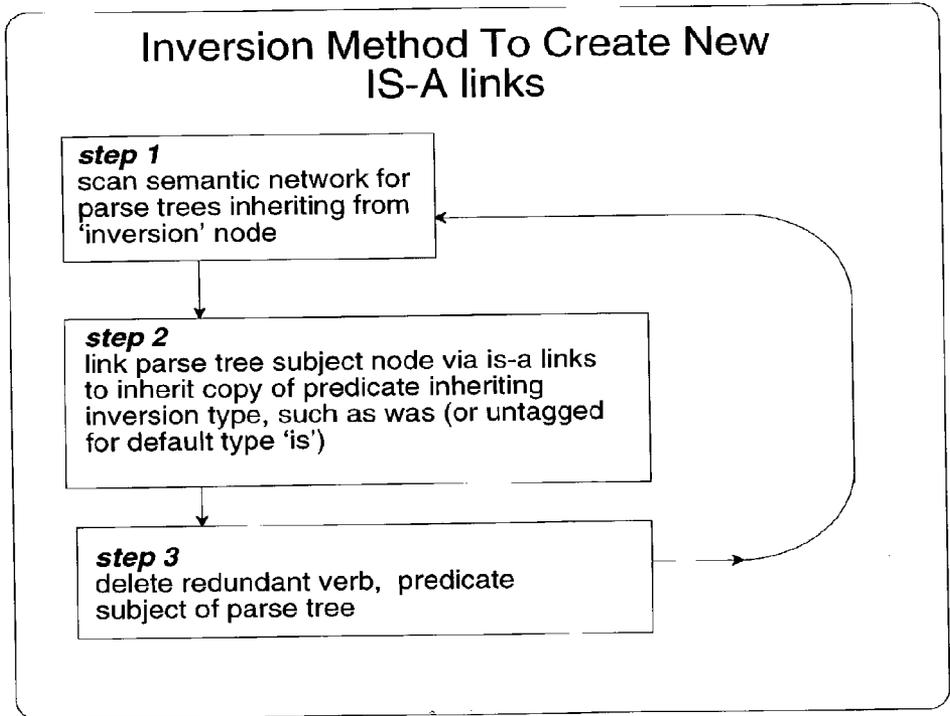 Inversion Method To Create New
IS-A links
step 1
scan semantic network for
parse trees inheriting from
‘inversion’ node
step 2
link parse tree subject node via is-a links
to inherit copy of predicate inheriting
inversion type, such as was (or untagged
for default type ‘is’)
step 3
delete redundant verb, predicate
subject of parse tree